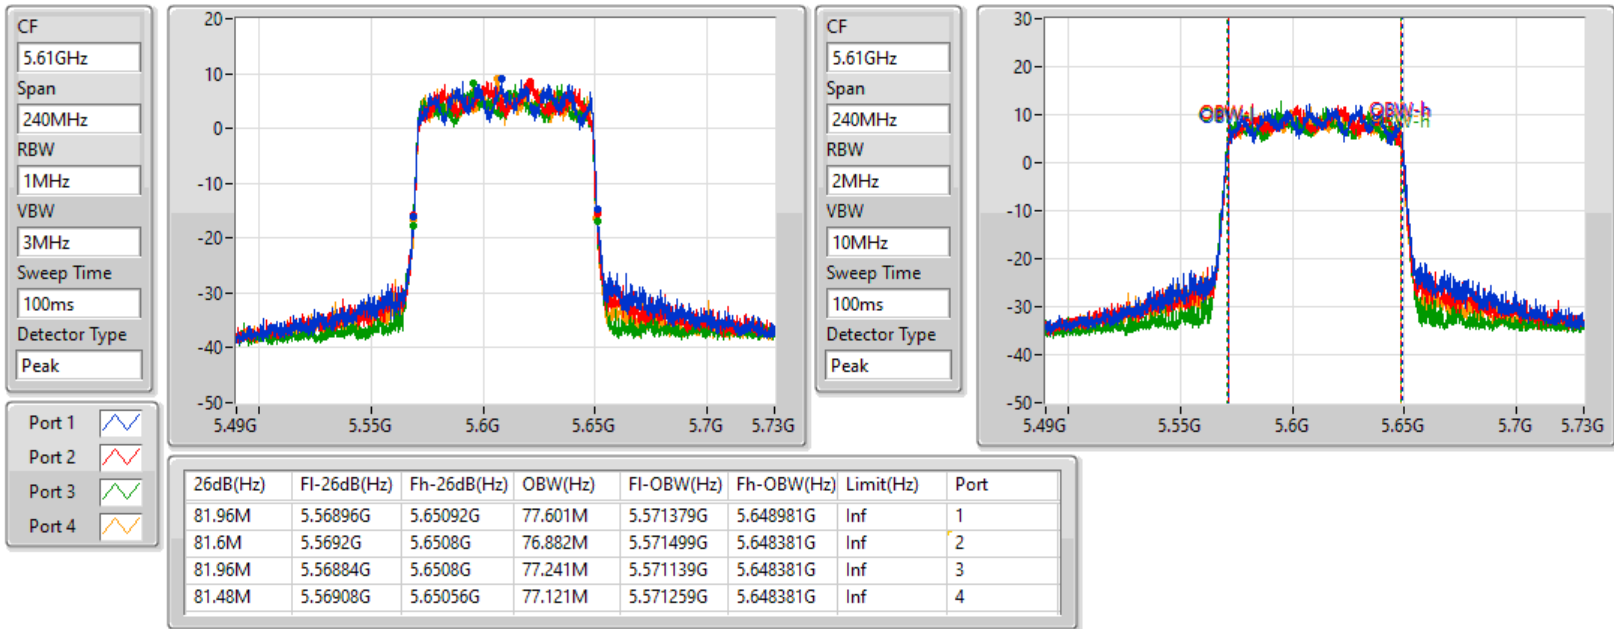 CF
5.61GHz
Span
240MHz
RBW
1MHz
VBW
3MHz
Sweep Time
100ms
Detector Type
Peak
20
10
0
-10
-20
-30
-40
-50
5.49G 5.55G 5.6G 5.65G 5.7G 5.73G
CF
5.61GHz
Span
240MHz
RBW
2MHz
VBW
10MHz
Sweep Time
100ms
Detector Type
Peak
30
20
10
0
-10
-20
-30
-40
-50
OBW-h
5.49G 5.55G 5.6G 5.65G 5.7G 5.73G
Port 1
Port 2
Port 3
Port 4
26dB(Hz) Fl-26dB(Hz) Fh-26dB(Hz) OBW(Hz) Fl-OBW(Hz) Fh-OBW(Hz) Limit(Hz) Port
81.96M 5.56896G 5.65092G 77.601M 5.571379G 5.648981G Inf 1
81.6M 5.5692G 5.6508G 76.882M 5.571499G 5.648381G Inf 2
81.96M 5.56884G 5.6508G 77.241M 5.571139G 5.648381G Inf 3
81.48M 5.56908G 5.65056G 77.121M 5.571259G 5.648381G Inf 4